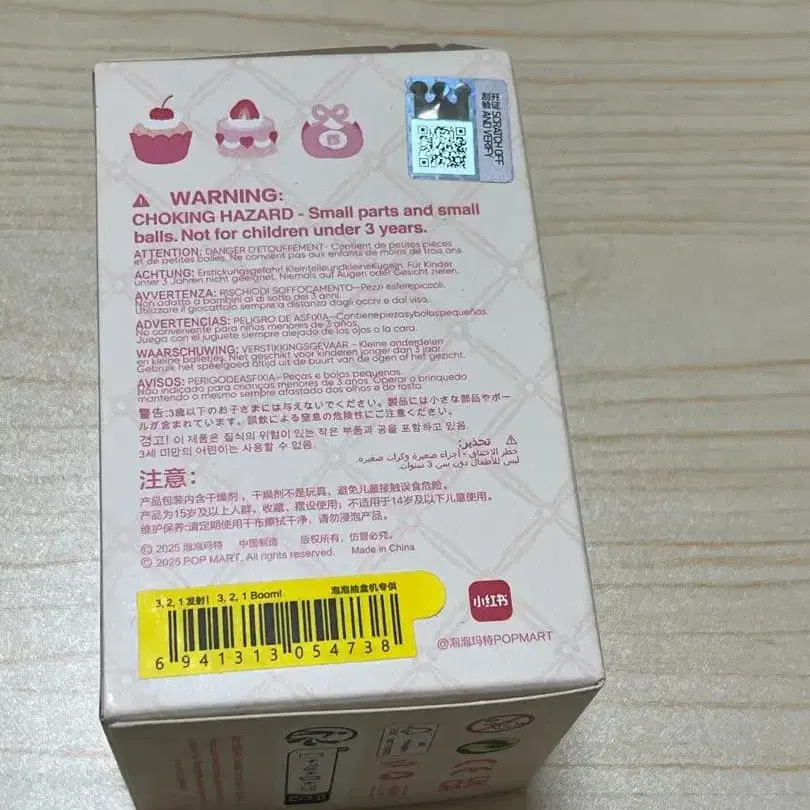 刮开验证
SCRATCH OFF
AND VERIFY
WARNING:
CHOKING HAZARD - Small parts and small
balls. Not for children under 3 years.
ATTENTION: DANGER D'ETOUFFEMENT- Contient de petites pièces
et de petites balles. Ne convient pas aux enfants de moins de trois ans.
ACHTUNG: Erstickungsgefahr! KleinteileundkleineKugeln. Für Kinder
unter 3 Jahren nicht geeignet. Niemals auf Augen oder Gesicht zielen.
AVVERTENZA: RISCHIODI SOFFOCAMENTO-Pezzi esferepiccoli.
Non adatto a bambini al di sotto dei 3 anni.
Utilizzare il giocattolo sempre a distanza dagli occhi e dal viso.
ADVERTENCIAS: PELIGRO DE ASFIXIA-Contienepiezasybolaspequeñas.
No conveniente para niños menores de 3 años.
Juega con el juguete siempre alejado de los ojos o la cara.
WAARSCHUWING: VERSTIKKINGSGEVAAR - Kleine onderdelen
en kleine balletjes. Niet geschikt voor kinderen jonger dan 3 jaar.
Gebruik het speelgoed altijd uit de buurt van de ogen of het gezicht.
AVISOS: PERIGODEASFIXIA-Peças e bolas pequenas.
Não indicado para crianças menores de 3 anos. Operar o brinquedo
mantendo o mesmo sempre afastado dos olhos e do rosto.
警告:3歳以下のお子さまには与えないでください。製品には小さな部品やボー
ルが含まれています。誤飲による窒息の危険性にご注意ください。
경고! 이 제품은 질식의 위험이 있는 작은 부품과 공을 포함하고 있음.
3세 미만의 어린이는 사용할 수 없음.
تحذير:
خطر الاختناق - أجزاء صغيرة وكرات صغيرة.
ليس للأطفال دون سن 3 سنوات.
注意:
产品包装内含干燥剂，干燥剂不是玩具，避免儿童接触误食危险。
产品为15岁及以上人群，收藏、摆设使用；不适用于14岁及以下儿童使用。
维护保养:请定期使用干布擦拭干净，请勿浸泡产品。
© 2025 泡泡玛特 中国制造 版权所有，仿冒必究。
© 2025 POP MART. All rights reserved. Made in China
3, 2, 1 发射! 3, 2, 1 Boom! 泡泡抽盒机专供
6 941313 054738
小红书
@泡泡玛特POPMART